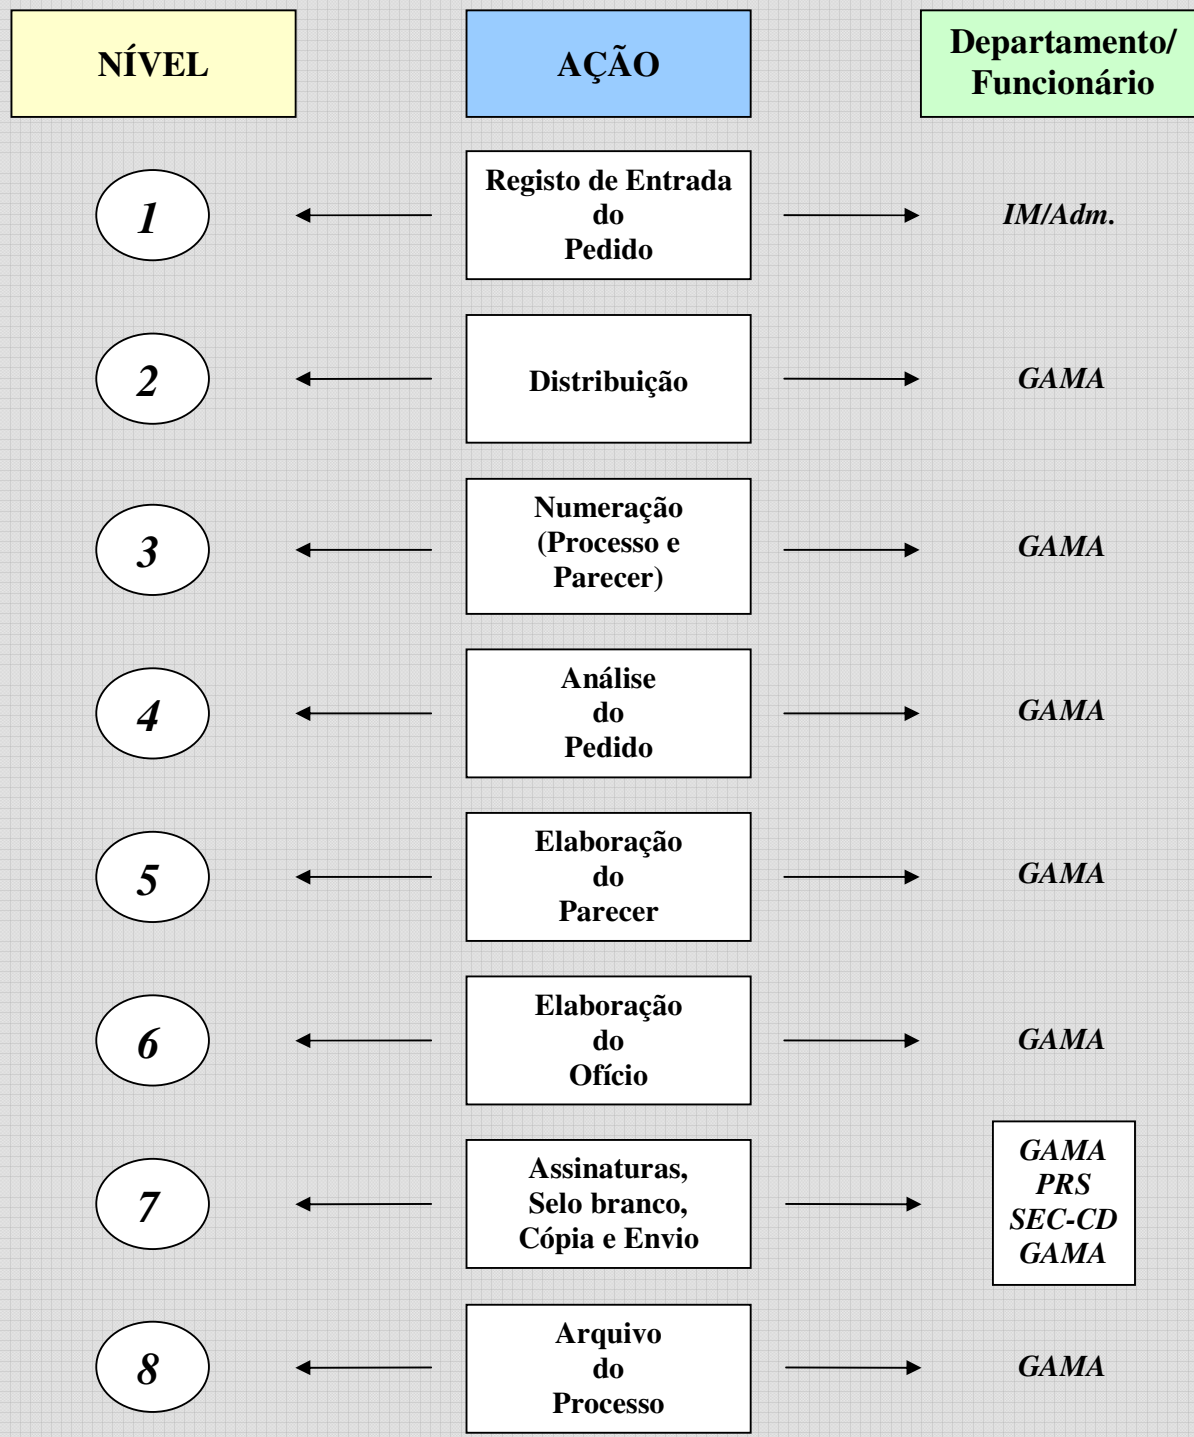 NÍVEL
AÇÃO
Departamento/
Funcionário
1
Registo de Entrada
do
Pedido
IM/Adm.
2
Distribuição
GAMA
3
Numeração
(Processo e
Parecer)
GAMA
4
Análise
do
Pedido
GAMA
5
Elaboração
do
Parecer
GAMA
6
Elaboração
do
Ofício
GAMA
7
Assinaturas,
Selo branco,
Cópia e Envio
GAMA
PRS
SEC-CD
GAMA
8
Arquivo
do
Processo
GAMA